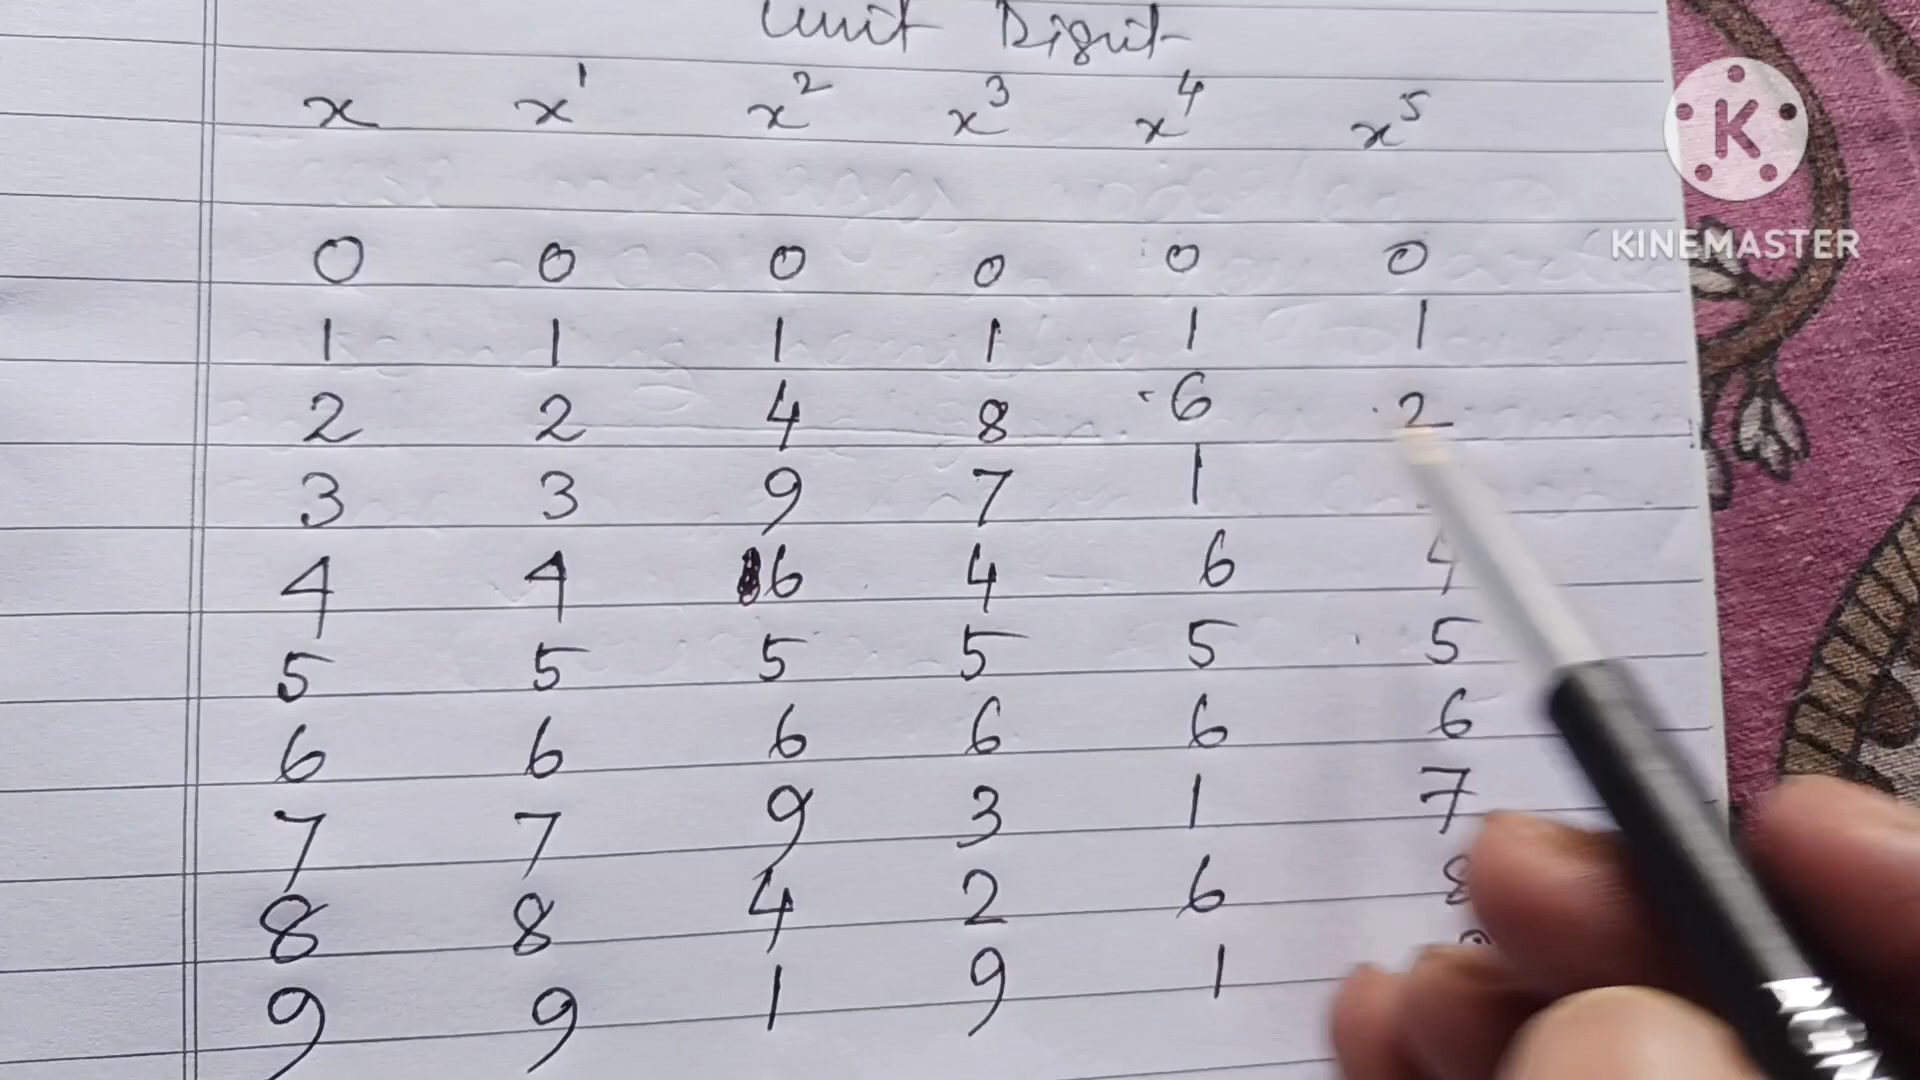 Unit Digit
x x¹ x² x³ x⁴ x⁵
K
KINEMASTER
0 0 0 0 0 0
1 1 1 1 1 1
2 2 4 8 6 2
3 3 9 7 1
4 4 6 4 6 4
5 5 5 5 5 5
6 6 6 6 6 6
7 7 9 3 1 7
8 8 4 2 6 8
9 9 1 9 1